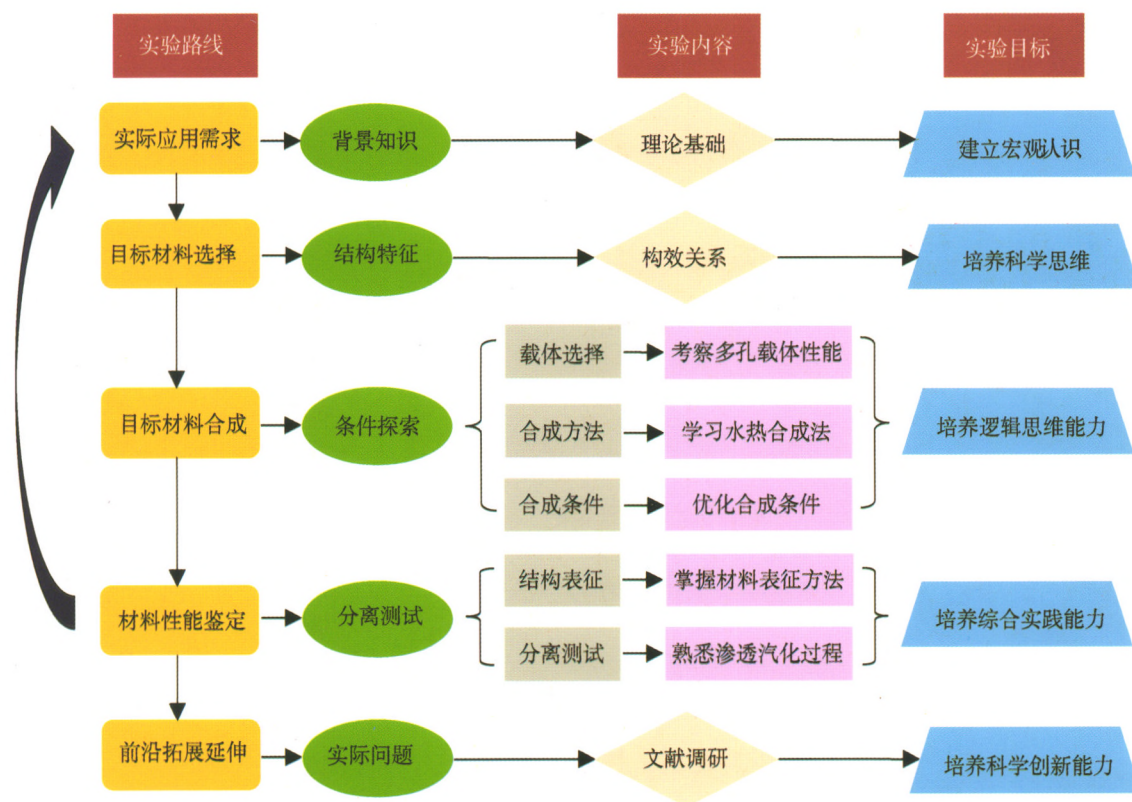 实验路线
实验内容
实验目标
实际应用需求
背景知识
理论基础
建立宏观认识
目标材料选择
结构特征
构效关系
培养科学思维
载体选择
考察多孔载体性能
目标材料合成
条件探索
合成方法
学习水热合成法
培养逻辑思维能力
合成条件
优化合成条件
结构表征
掌握材料表征方法
材料性能鉴定
分离测试
培养综合实践能力
分离测试
熟悉渗透汽化过程
前沿拓展延伸
实际问题
文献调研
培养科学创新能力